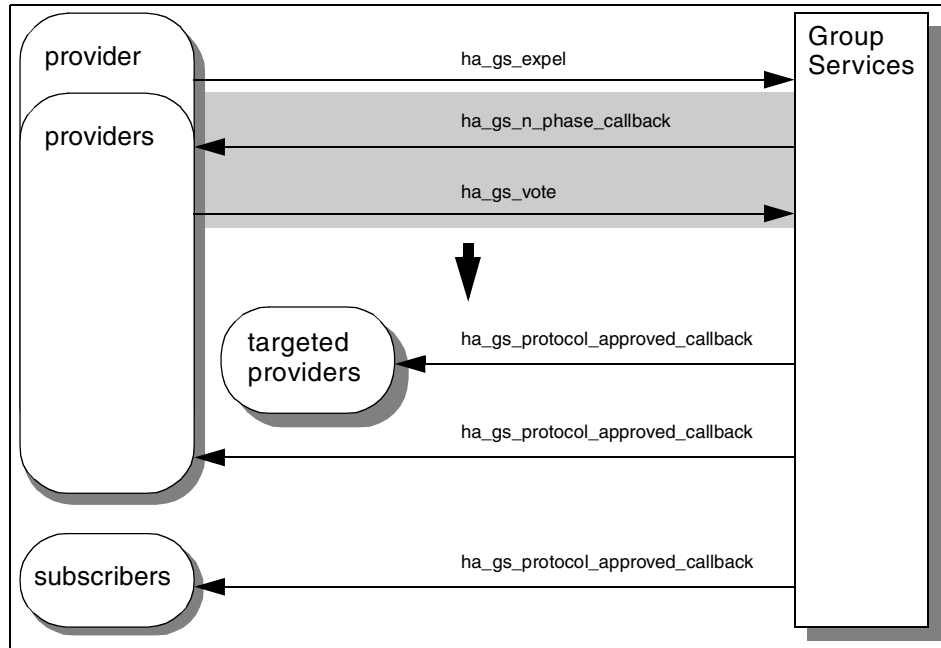 provider
Group
Services
ha_gs_expel
ha_gs_n_phase_callback
providers
ha_gs_vote
targeted
providers
ha_gs_protocol_approved_callback
ha_gs_protocol_approved_callback
subscribers
ha_gs_protocol_approved_callback